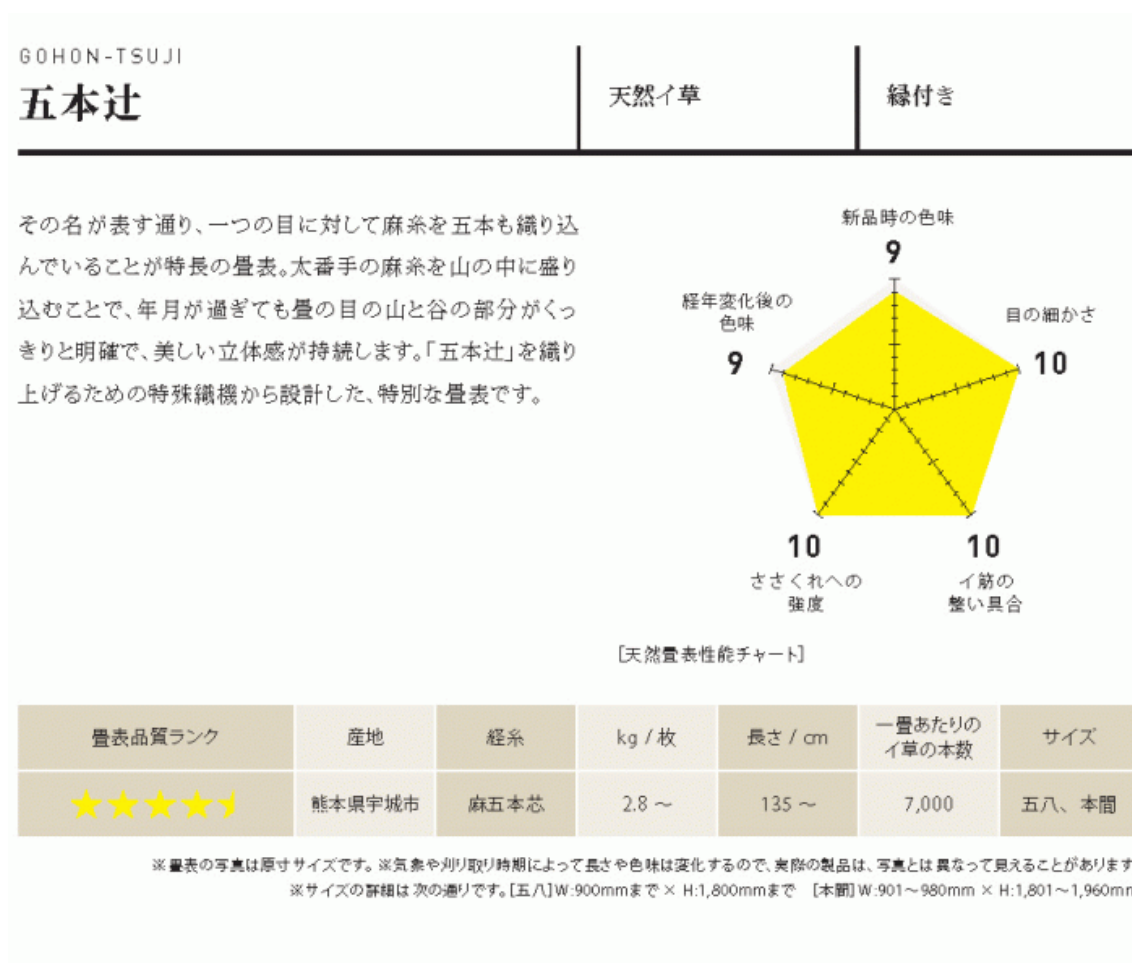 GOHON-TSUJI
五本辻
天然イ草
縁付き
その名が表す通り、一つの目に対して麻糸を五本も織り込
んでいることが特長の畳表。太番手の麻糸を山の中に盛り
込むことで、年月が過ぎても畳の目の山と谷の部分がくっ
きりと明確で、美しい立体感が持続します。「五本辻」を織り
上げるための特殊織機から設計した、特別な畳表です。
新品時の色味
9
経年変化後の
色味
9
目の細かさ
10
10
ささくれへの
強度
10
イ筋の
整い具合
[天然畳表性能チャート]
畳表品質ランク 産地 経糸 kg / 枚 長さ / cm 一畳あたりの
イ草の本数 サイズ
熊本県宇城市 麻五本芯 2.8 ～ 135 ～ 7,000 五八、本間
※畳表の写真は原寸サイズです。※気象や刈り取り時期によって長さや色味は変化するので、実際の製品は、写真とは異なって見えることがあります
※サイズの詳細は次の通りです。[五八]W:900mmまで × H:1,800mmまで [本間]W:901～980mm × H:1,801～1,960mm